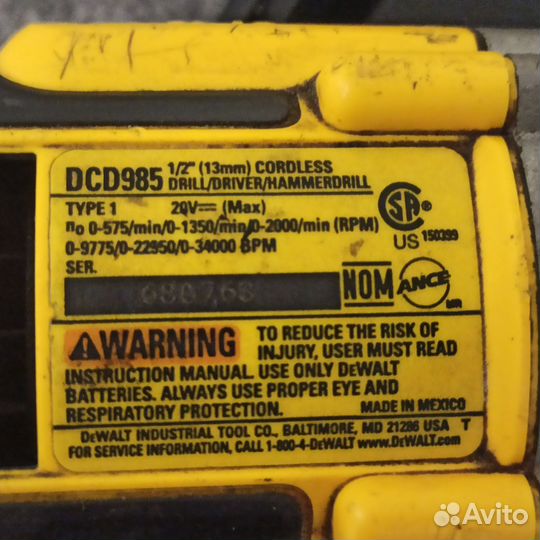 DCD985 1/2" (13mm) CORDLESS
DRILL/DRIVER/HAMMERDRILL
TYPE 1 20V (Max)
no 0-575/min/0-1350/min/0-2000/min (RPM)
0-9775/0-22950/0-34000 BPM
SER.
CSA ®
US 150399
NOM ANCE MR
WARNING TO REDUCE THE RISK OF
INJURY, USER MUST READ
INSTRUCTION MANUAL. USE ONLY DEWALT
BATTERIES. ALWAYS USE PROPER EYE AND
RESPIRATORY PROTECTION. MADE IN MEXICO
DEWALT INDUSTRIAL TOOL CO., BALTIMORE, MD 21286 USA T
FOR SERVICE INFORMATION, CALL 1-800-4-DEWALT www.DEWALT.com
Avito